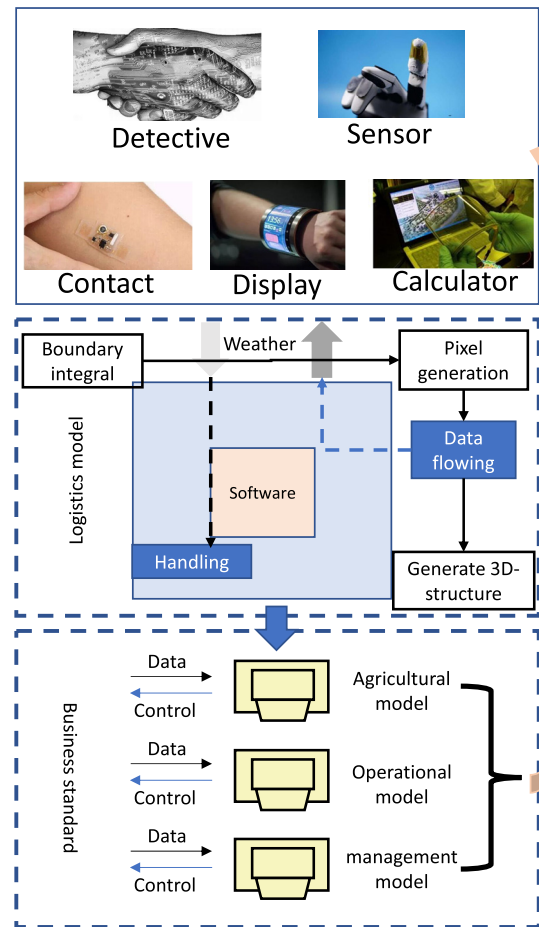 Detective
Sensor
Contact
Display
Calculator
Boundary
integral
Weather
Pixel
generation
Logistics model
Data
flowing
Software
Handling
Generate 3D-
structure
Business standard
Data
Control
Agricultural
model
Data
Control
Operational
model
Data
Control
management
model